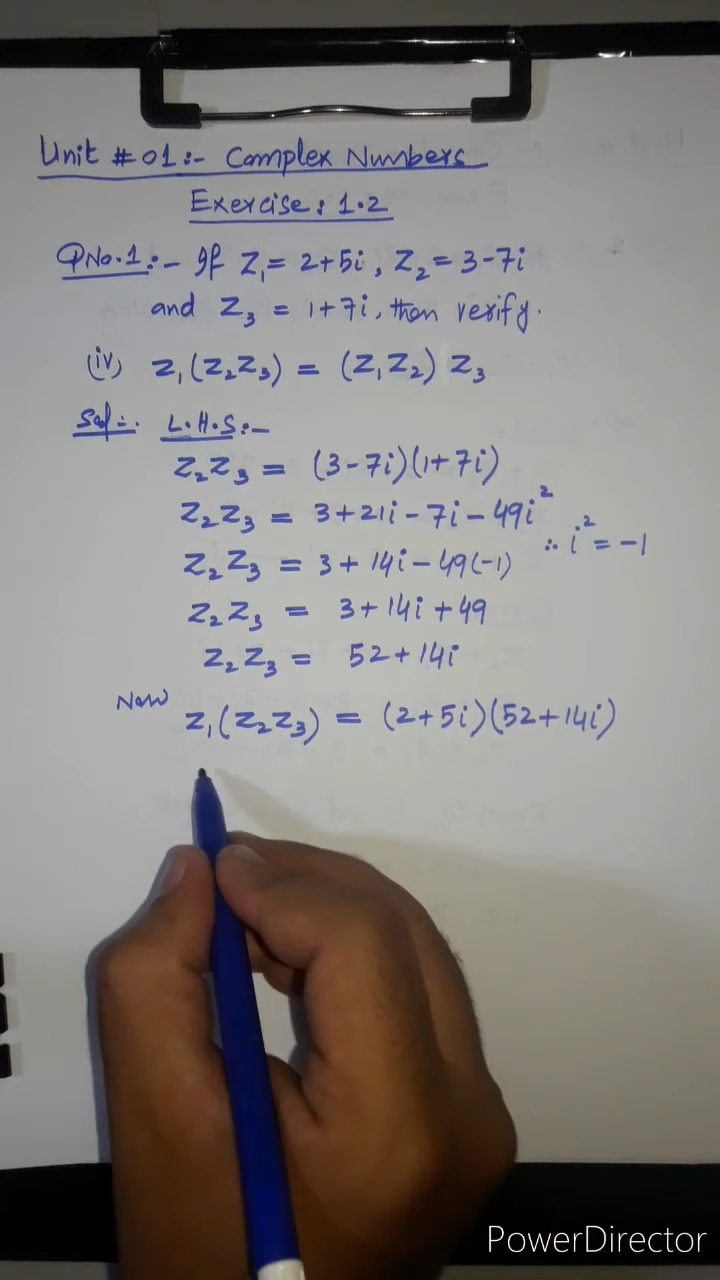 Unit # 01:- Complex Numbers
Exercise: 1.2
QNo.1:- If Z₁ = 2+5i, Z₂ = 3-7i
and Z₃ = 1+7i, then verify.
(iv) Z₁(Z₂Z₃) = (Z₁Z₂) Z₃
Sol:- L.H.S:-
Z₂Z₃ = (3-7i)(1+7i)
Z₂Z₃ = 3+21i-7i-49i²
∴ i² = -1
Z₂Z₃ = 3+14i-49(-1)
Z₂Z₃ = 3+14i+49
Z₂Z₃ = 52+14i
Now Z₁(Z₂Z₃) = (2+5i)(52+14i)
PowerDirector